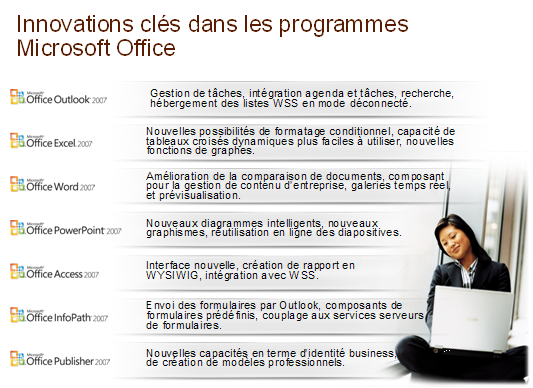 Innovations clés dans les programmes
Microsoft Office
Microsoft
Office Outlook 2007
Gestion de tâches, intégration agenda et tâches, recherche,
hébergement des listes WSS en mode déconnecté.
Microsoft
Office Excel 2007
Nouvelles possibilités de formatage conditionnel, capacité de
tableaux croisés dynamiques plus faciles à utiliser, nouvelles
fonctions de graphes.
Microsoft
Office Word 2007
Amélioration de la comparaison de documents, composant
pour la gestion de contenu d'entreprise, galeries temps réel,
et prévisualisation.
Microsoft
Office PowerPoint 2007
Nouveaux diagrammes intelligents, nouveaux
graphismes, réutilisation en ligne des diapositives.
Microsoft
Office Access 2007
Interface nouvelle, création de rapport en
WYSIWIG, intégration avec WSS.
Microsoft
Office InfoPath 2007
Envoi des formulaires par Outlook, composants de
formulaires prédéfinis, couplage aux services serveurs
de formulaires.
Microsoft
Office Publisher 2007
Nouvelles capacités en terme d'identité business,
de création de modèles professionnels.